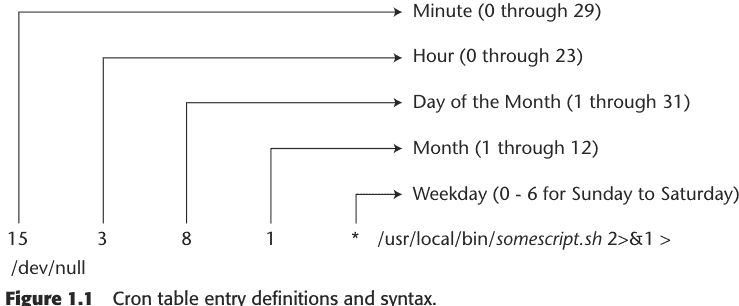 Minute (0 through 29)
Hour (0 through 23)
Day of the Month (1 through 31)
Month (1 through 12)
Weekday (0 - 6 for Sunday to Saturday)
15 3 8 1 * /usr/local/bin/somescript.sh 2>&1 >
/dev/null
Figure 1.1 Cron table entry definitions and syntax.